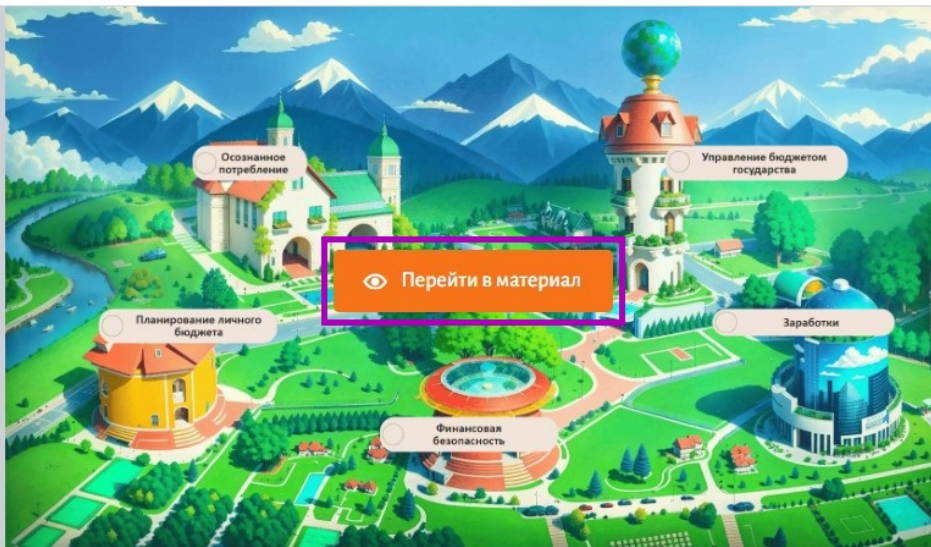 Осознанное
потребление
Управление бюджетом
государства
Перейти в материал
Планирование личного
бюджета
Заработки
Финансовая
безопасность